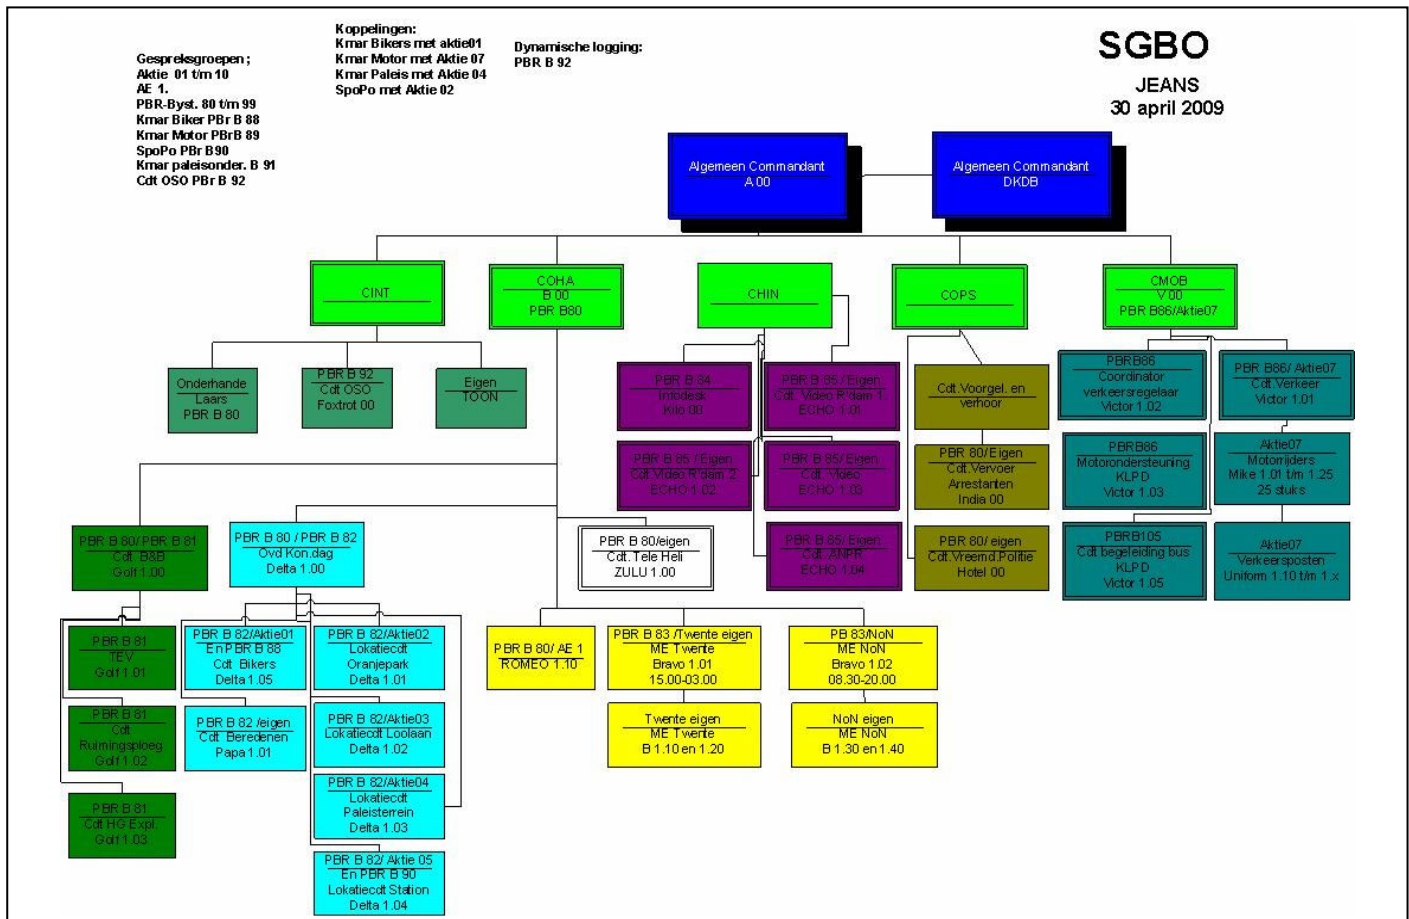 Koppelingen:
Kmar Bikers met aktie01
Kmar Motor met Aktie 07
Kmar Paleis met Aktie 04
SpoPo met Aktie 02
Dynamische logging:
PBR B 92
SGBO
JEANS
30 april 2009
Gespreksgroepen ;
Aktie 01 t/m 10
AE 1.
PBR-Byst. 80 t/m 99
Kmar Biker PBr B 88
Kmar Motor PBrB 89
SpoPo PBr B90
Kmar paleisonder. B 91
Cdt OSO PBr B 92
Algemeen Commandant
A 00
Algemeen Commandant
DKDB
CINT
COHA
B 00
PBR B80
CHIN
COPS
CMOB
V 00
PBR B86/Aktie07
Onderhande
Laars
PBR B 80
PBR B 92
Cdt OSO
Foxtrot 00
Eigen
TOON
PBR B 84
Infodesk
Kilo 00
PBR B 85 / Eigen
Cdt. Video R'dam 1.
ECHO 1.01
PBR B 85 / Eigen
Cdt.Video R'dam 2
ECHO 1.02
PBR B 85/ Eigen
Cdt. Video
ECHO 1.03
PBR B 85/ Eigen
Cdt. ANPR
ECHO 1.04
Cdt.Voorgel. en
verhoor
PBR 80/Eigen
Cdt.Vervoer
Arrestanten
India 00
PBR 80/ eigen
Cdt.Vreemd.Politie
Hotel 00
PBRB86
Coordinator
verkeersregelaar
Victor 1.02
PBR B86/ Aktie07
Cdt.Verkeer
Victor 1.01
PBRB86
Motorondersteuning
KLPD
Victor 1.03
Aktie07
Motorrijders
Mike 1.01 t/m 1.25
25 stuks
PBRB105
Cdt begeleiding bus
KLPD
Victor 1.05
Aktie07
Verkeersposten
Uniform 1.10 t/m 1.x
PBR B 80/ PBR B 81
Cdt. B&B
Golf 1.00
PBR B 80 / PBR B 82
Ovd Kon.dag
Delta 1.00
PBR B 80/eigen
Cdt. Tele Heli
ZULU 1.00
PBR B 81
TEV
Golf 1.01
PBR B 81
Cdt
Ruimingsploeg
Golf 1.02
PBR B 81
Cdt HG Expl.
Golf 1.03
PBR B 82/Aktie01
En PBR B 88
Cdt Bikers
Delta 1.05
PBR B 82/Aktie02
Lokatiecdt
Oranjepark
Delta 1.01
PBR B 82 /eigen
Cdt Beredenen
Papa 1.01
PBR B 82/Aktie03
Lokatiecdt Loolaan
Delta 1.02
PBR B 82/Aktie04
Lokatiecdt
Paleisterrein
Delta 1.03
PBR B 82/ Aktie 05
En PBR B 90
Lokatiecdt Station
Delta 1.04
PBR B 80/ AE 1
ROMEO 1.10
PBR B 83 /Twente eigen
ME Twente
Bravo 1.01
15.00-03.00
PB 83/NoN
ME NoN
Bravo 1.02
08.30-20.00
Twente eigen
ME Twente
B 1.10 en 1.20
NoN eigen
ME NoN
B 1.30 en 1.40